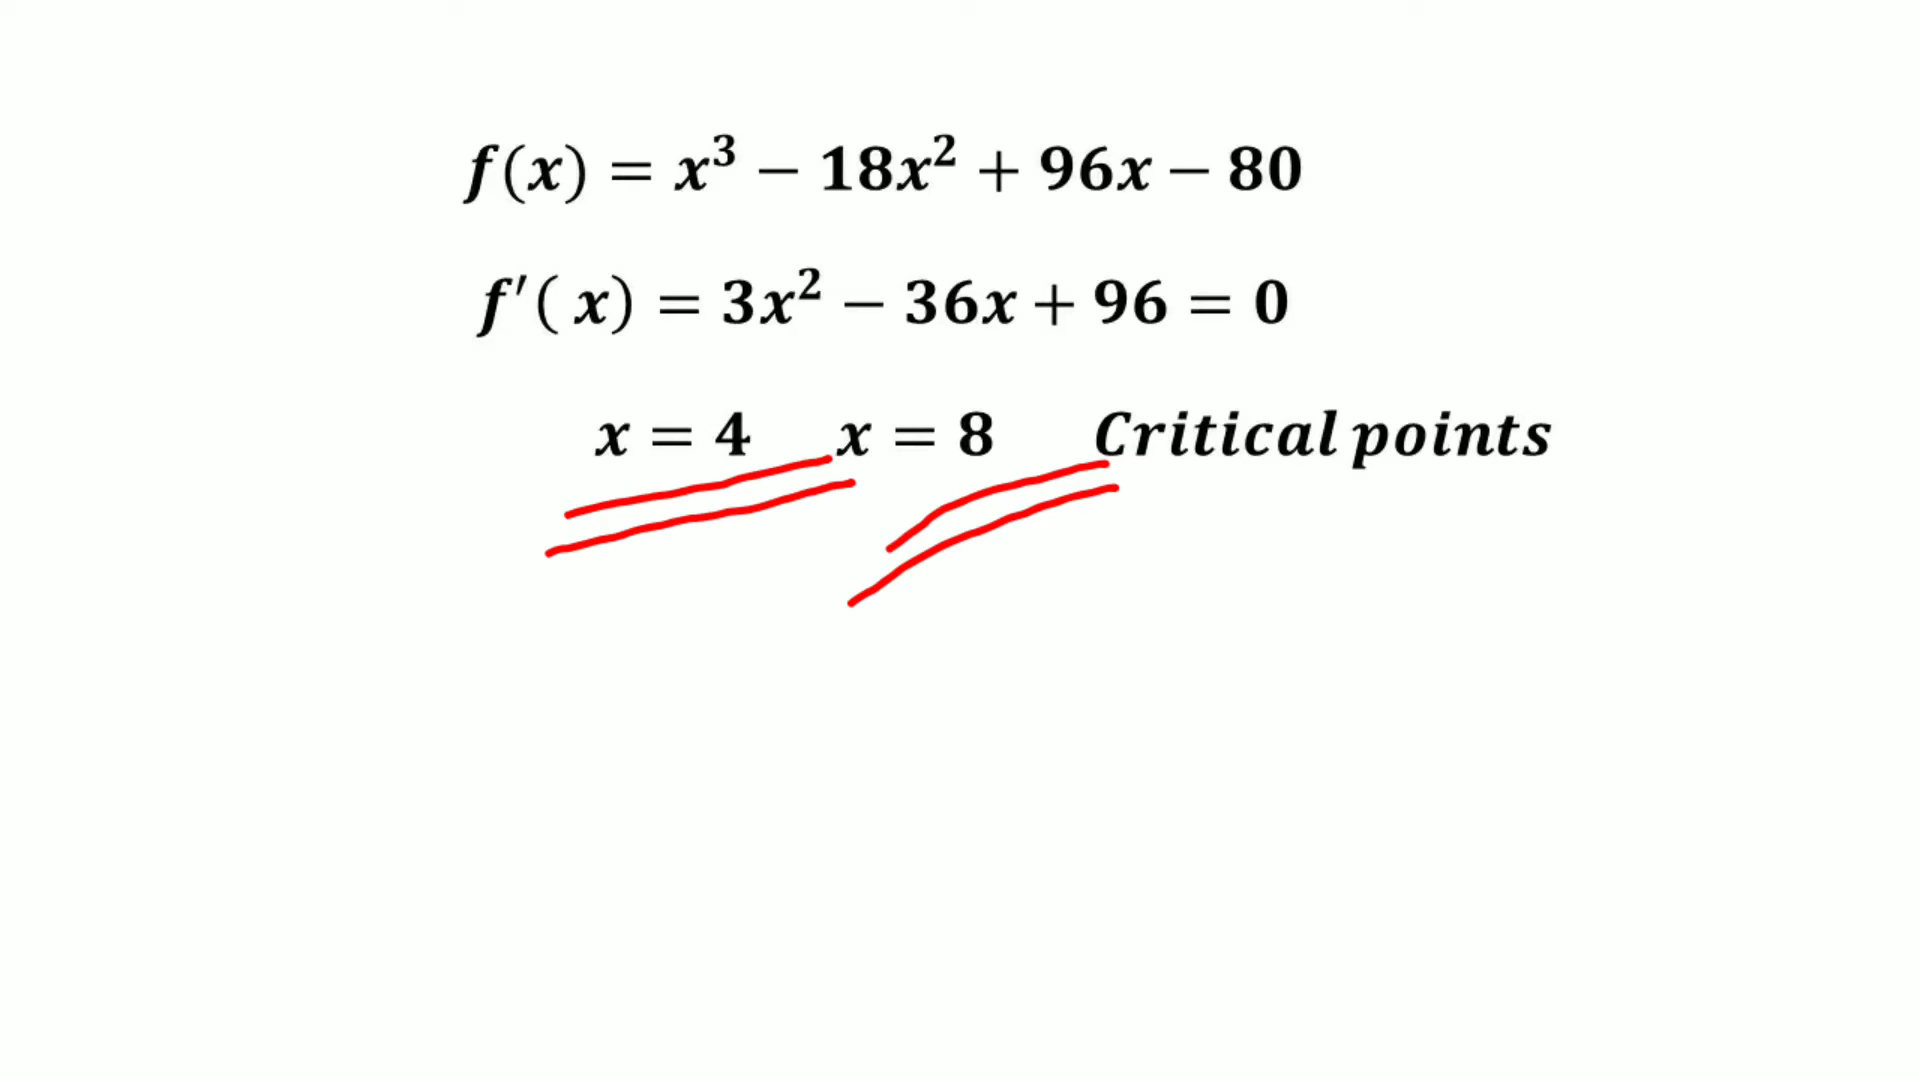 f(x) = x³ − 18x² + 96x − 80
f′( x) = 3x² − 36x + 96 = 0
x = 4 x = 8 Critical points